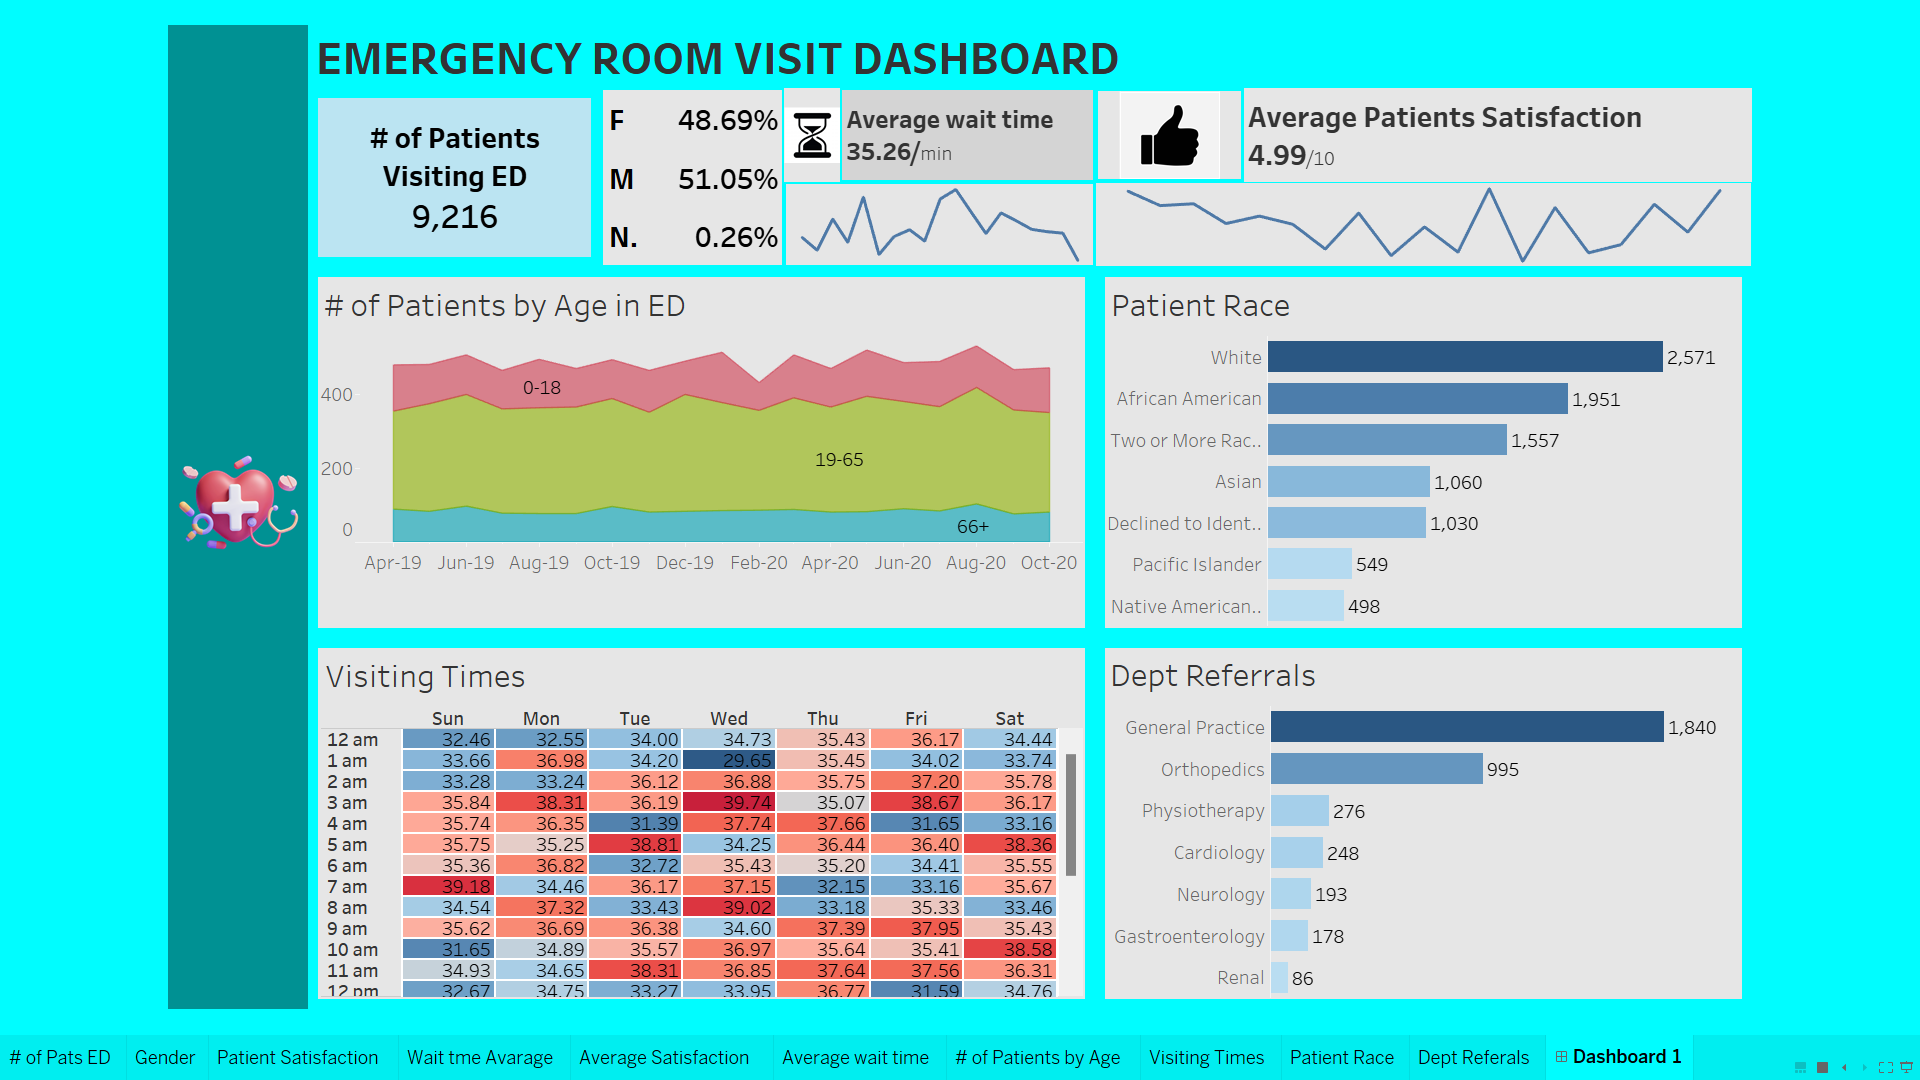 EMERGENCY ROOM VISIT DASHBOARD
# of Patients
Visiting ED
9,216
F 48.69%
M 51.05%
N. 0.26%
Average wait time
35.26/min
Average Patients Satisfaction
4.99/10
# of Patients by Age in ED
400
200
0
0-18
19-65
66+
Apr-19 Jun-19 Aug-19 Oct-19 Dec-19 Feb-20 Apr-20 Jun-20 Aug-20 Oct-20
Patient Race
White 2,571
African American 1,951
Two or More Rac.. 1,557
Asian 1,060
Declined to Ident.. 1,030
Pacific Islander 549
Native American.. 498
Visiting Times
Sun Mon Tue Wed Thu Fri Sat
12 am 32.46 32.55 34.00 34.73 35.43 36.17 34.44
1 am 33.66 36.98 34.20 29.65 35.45 34.02 33.74
2 am 33.28 33.24 36.12 36.88 35.75 37.20 35.78
3 am 35.84 38.31 36.19 39.74 35.07 38.67 36.17
4 am 35.74 36.35 31.39 37.74 37.66 31.65 33.16
5 am 35.75 35.25 38.81 34.25 36.44 36.40 38.36
6 am 35.36 36.82 32.72 35.43 35.20 34.41 35.55
7 am 39.18 34.46 36.17 37.15 32.15 33.16 35.67
8 am 34.54 37.32 33.43 39.02 33.18 35.33 33.46
9 am 35.62 36.69 36.38 34.60 37.39 37.95 35.43
10 am 31.65 34.89 35.57 36.97 35.64 35.41 38.58
11 am 34.93 34.65 38.31 36.85 37.64 37.56 36.31
12 pm 32.67 34.75 33.27 33.95 36.77 31.59 34.76
Dept Referrals
General Practice 1,840
Orthopedics 995
Physiotherapy 276
Cardiology 248
Neurology 193
Gastroenterology 178
Renal 86
# of Pats ED Gender Patient Satisfaction Wait tme Avarage Average Satisfaction Average wait time # of Patients by Age Visiting Times Patient Race Dept Referals Dashboard 1